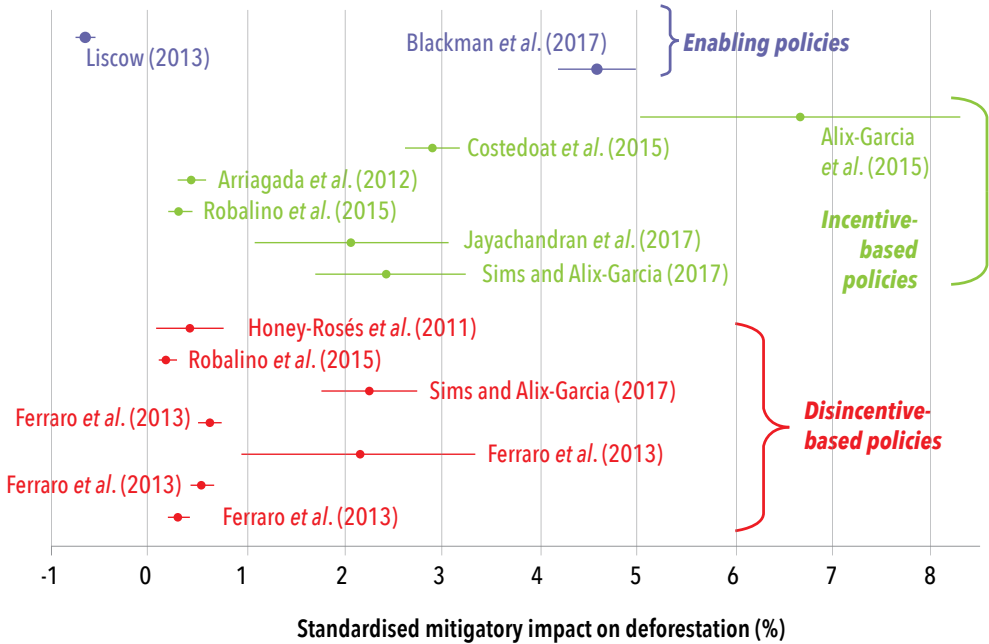 Liscow (2013)
Blackman et al. (2017)
Enabling policies
Alix-Garcia
et al. (2015)
Costedoat et al. (2015)
Arriagada et al. (2012)
Robalino et al. (2015)
Jayachandran et al. (2017)
Sims and Alix-Garcia (2017)
Incentive-
based
policies
Honey-Rosés et al. (2011)
Robalino et al. (2015)
Sims and Alix-Garcia (2017)
Ferraro et al. (2013)
Ferraro et al. (2013)
Ferraro et al. (2013)
Ferraro et al. (2013)
Disincentive-
based policies
-1 0 1 2 3 4 5 6 7 8
Standardised mitigatory impact on deforestation (%)